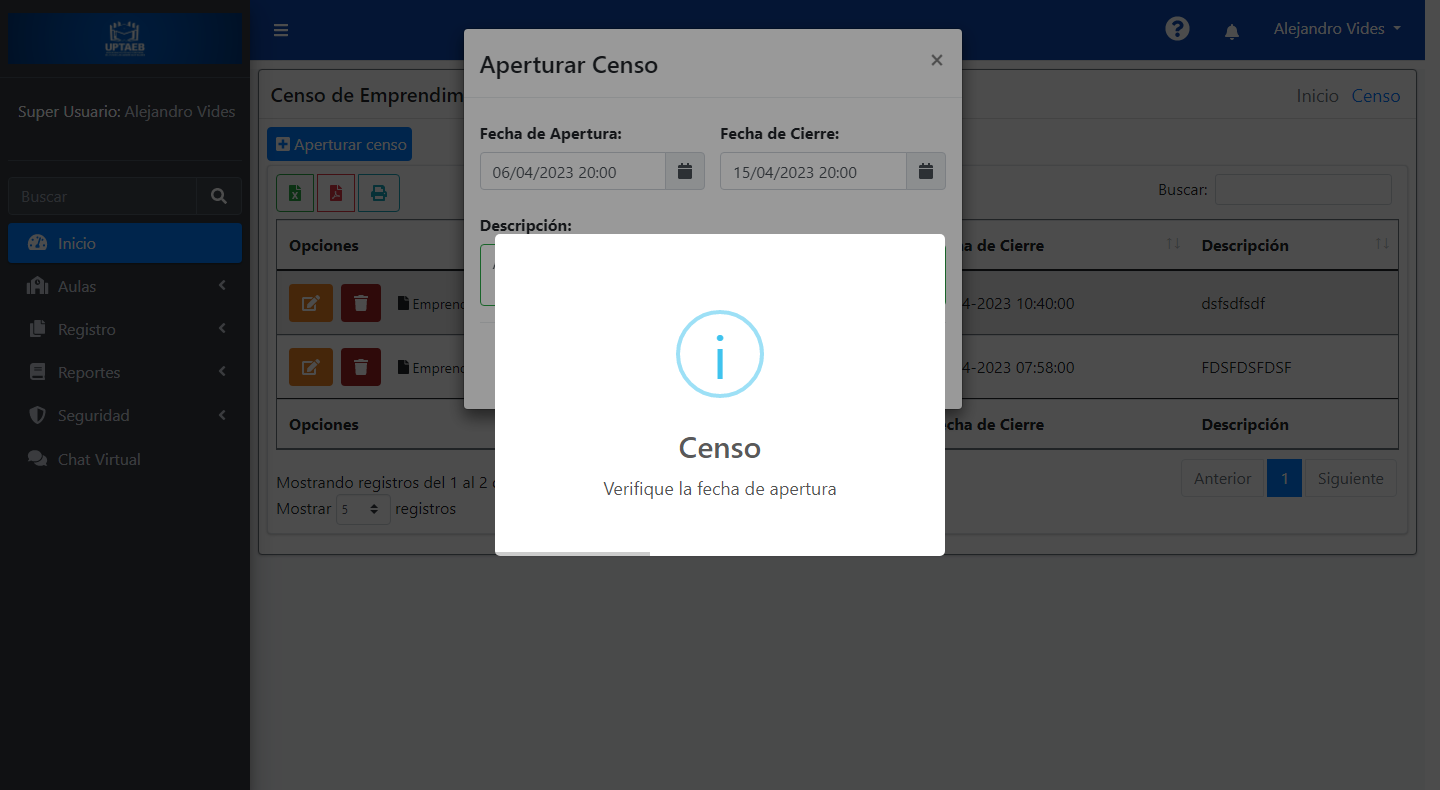 UPTAEB
Alejandro Vides
Super Usuario: Alejandro Vides
Buscar
Inicio
Aulas
Registro
Reportes
Seguridad
Chat Virtual
Censo de Emprendim
Inicio Censo
Aperturar censo
Buscar:
Opciones
de Cierre
Descripción
Emprend
4-2023 10:40:00
dsfsdfsdf
Emprend
4-2023 07:58:00
FDSFDSFDSF
Opciones
cha de Cierre
Descripción
Mostrando registros del 1 al 2
Mostrar 5 registros
Anterior 1 Siguiente
Aperturar Censo
×
Fecha de Apertura:
Fecha de Cierre:
06/04/2023 20:00
15/04/2023 20:00
Descripción:
Censo
Verifique la fecha de apertura